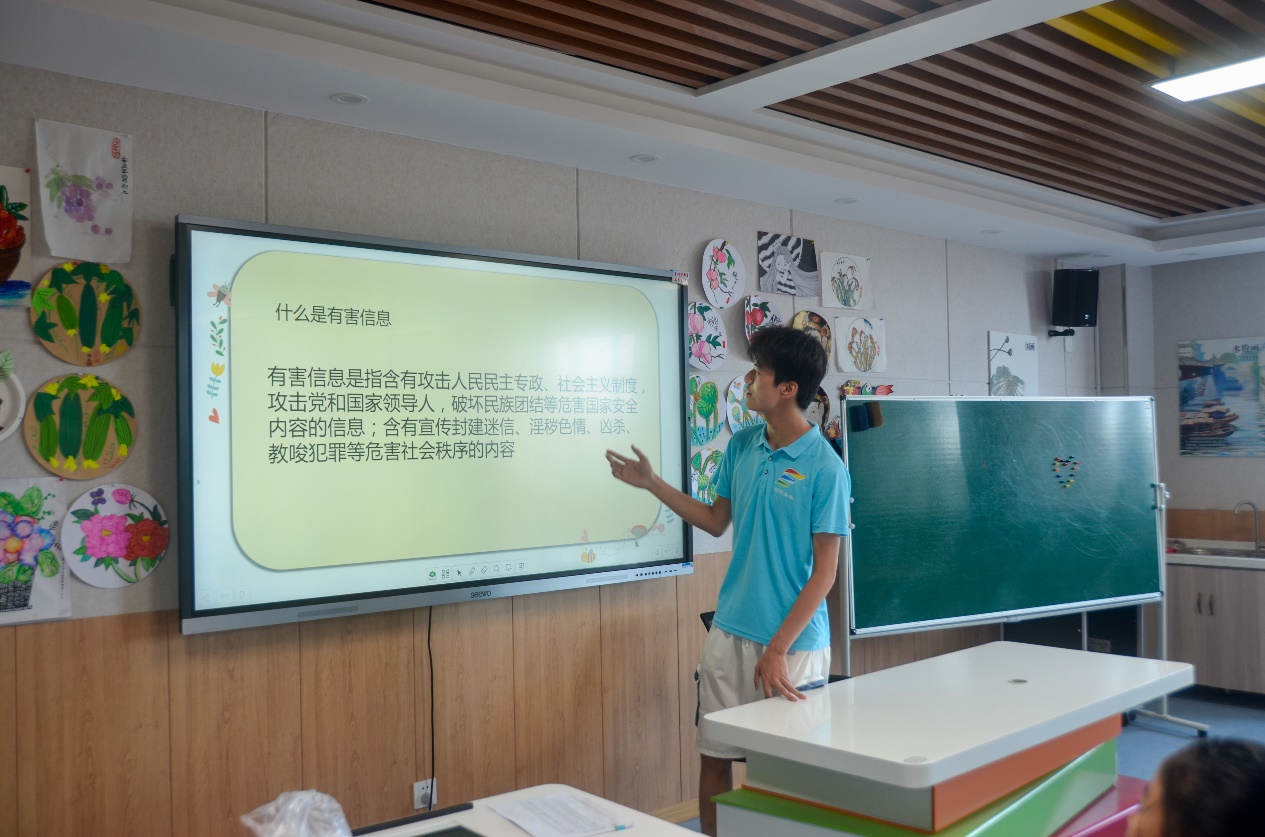 什么是有害信息
有害信息是指含有攻击人民民主专政、社会主义制度，
攻击党和国家领导人，破坏民族团结等危害国家安全
内容的信息；含有宣传封建迷信、淫秽色情、凶杀、
教唆犯罪等危害社会秩序的内容
seewo